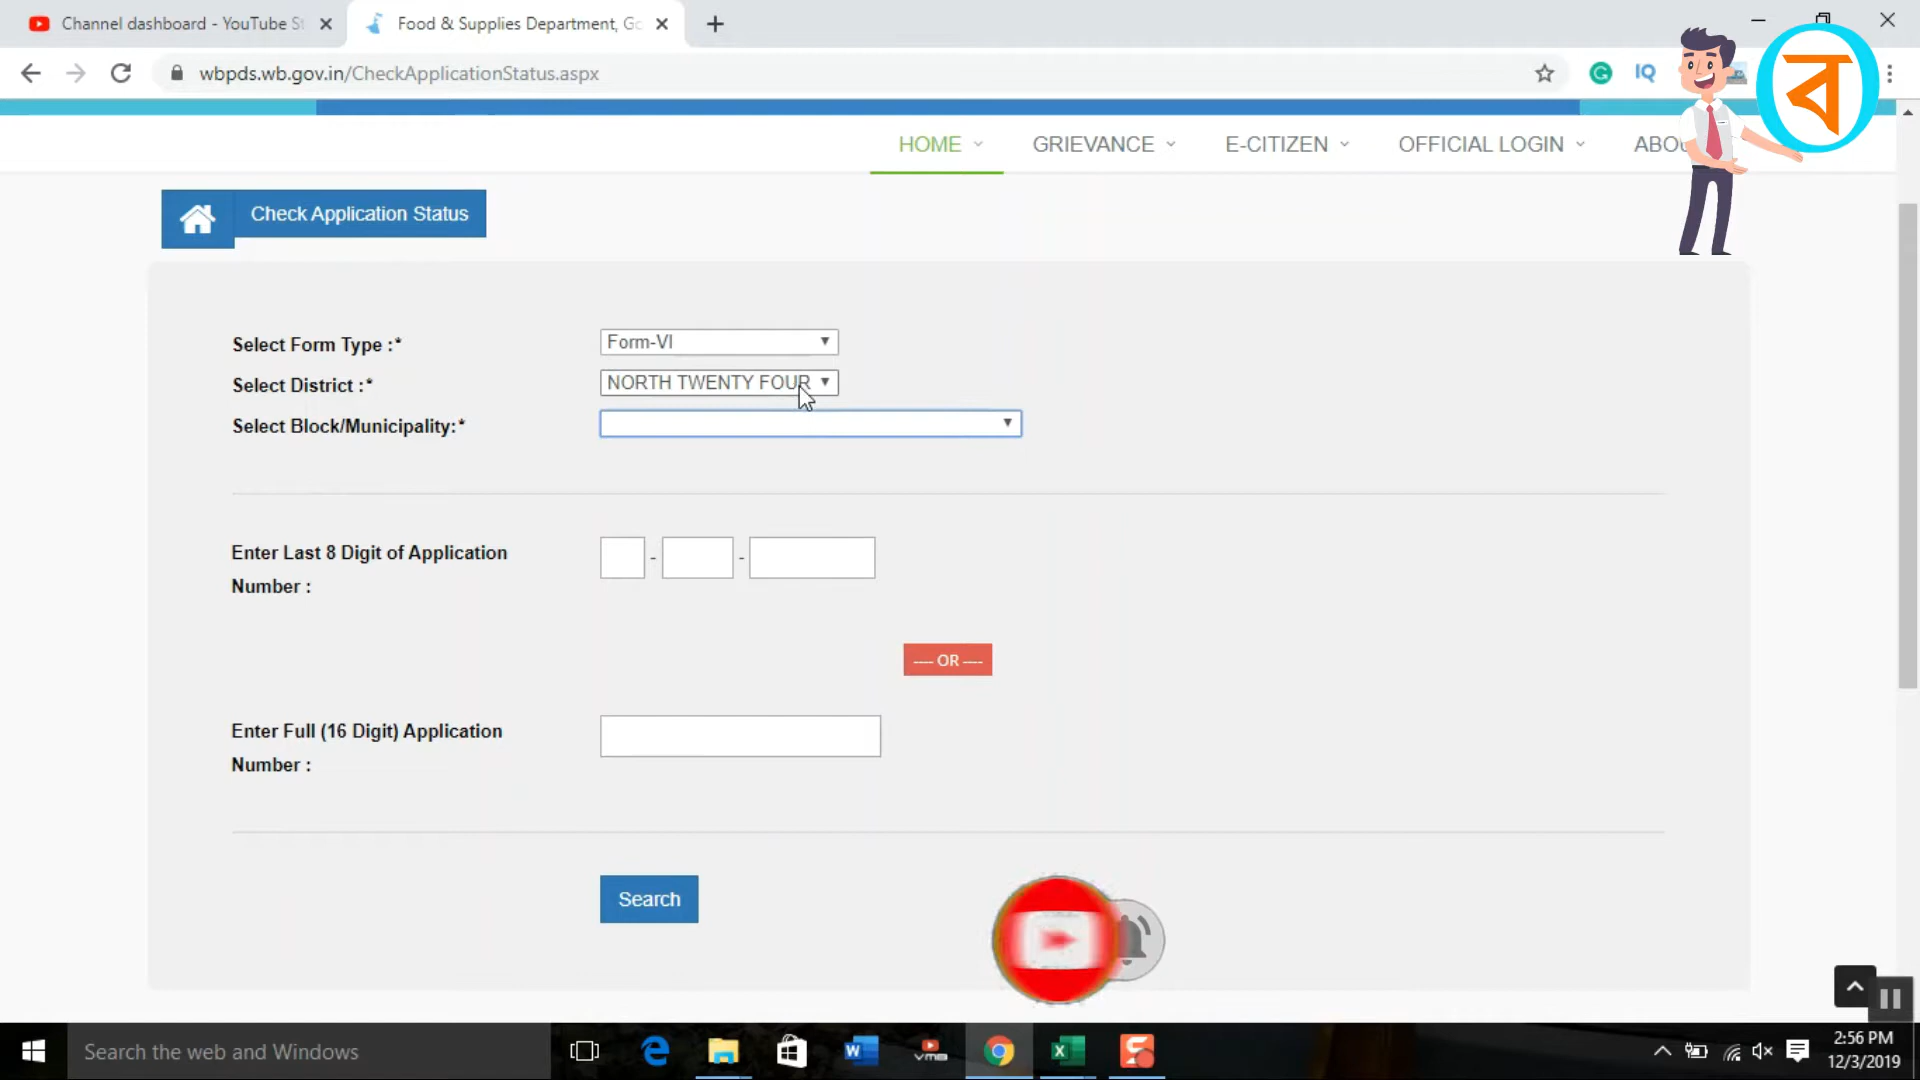 Channel dashboard - YouTube St
Food & Supplies Department, Go
wbpds.wb.gov.in/CheckApplicationStatus.aspx
IQ
ব
HOME GRIEVANCE E-CITIZEN OFFICIAL LOGIN ABOU
Check Application Status
Select Form Type :* Form-VI
Select District :* NORTH TWENTY FOUR
Select Block/Municipality:*
Enter Last 8 Digit of Application
Number :
- -
---- OR ----
Enter Full (16 Digit) Application
Number :
Search
Search the web and Windows
2:56 PM
12/3/2019